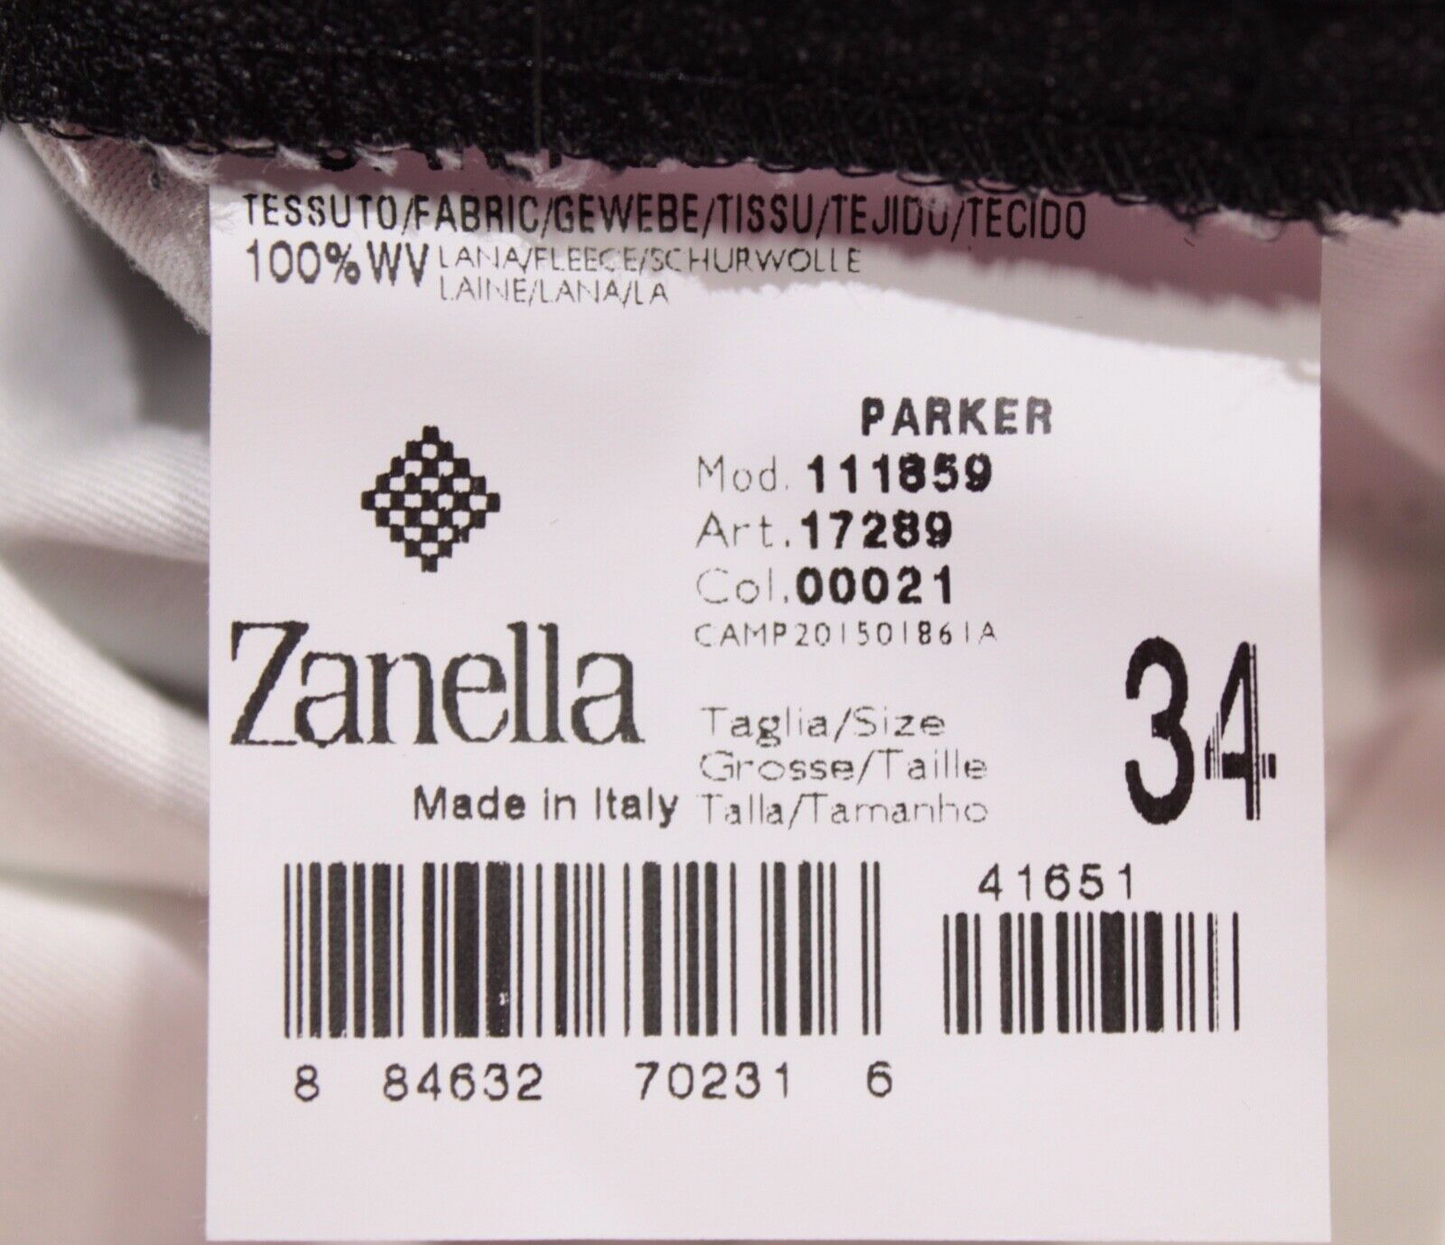 TESSUTO/FABRIC/GEWEBE/TISSU/TEJIDO/TECIDO
100% WV LANA/FLEECE/SCHURWOLLE
LAINE/LANA/LA
PARKER
Mod. 111859
Art. 17289
Col. 00021
CAMP201501861A
Zanella
Made in Italy
Taglia/Size
Grosse/Taille
Talla/Tamanho
34
41651
8 84632 70231 6